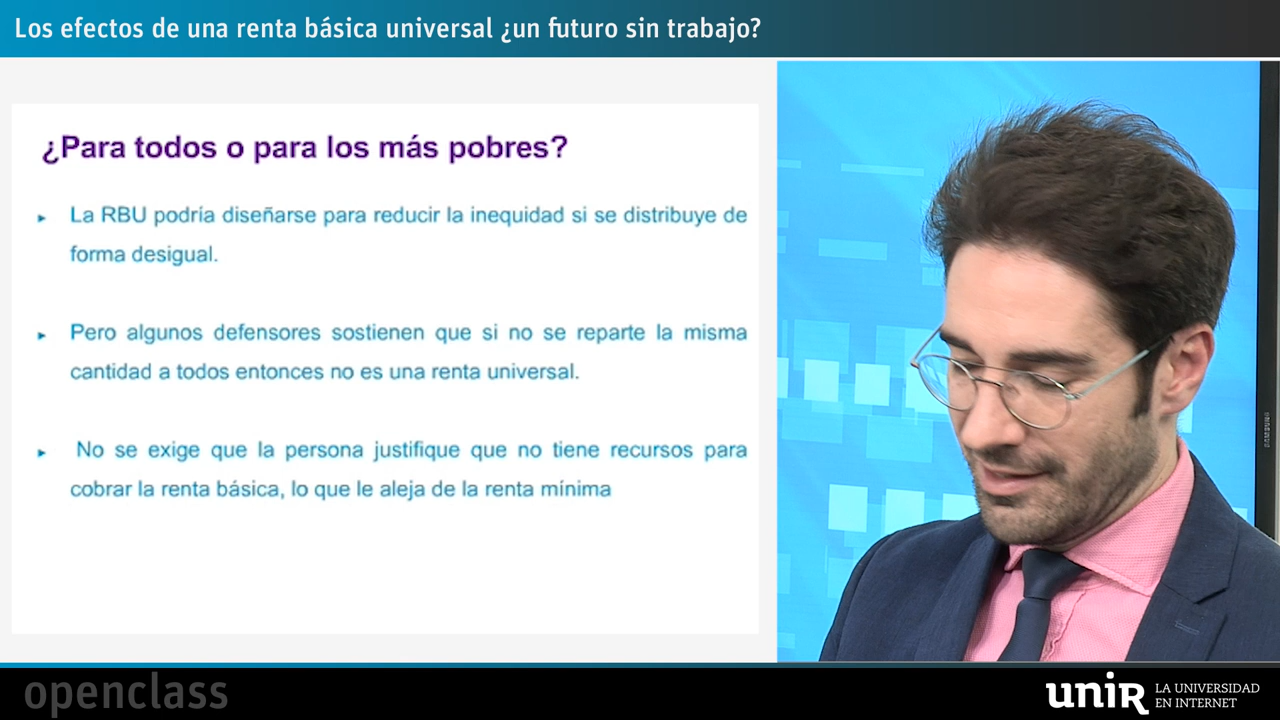 Los efectos de una renta básica universal ¿un futuro sin trabajo?
¿Para todos o para los más pobres?
► La RBU podría diseñarse para reducir la inequidad si se distribuye de
forma desigual.
► Pero algunos defensores sostienen que si no se reparte la misma
cantidad a todos entonces no es una renta universal.
► No se exige que la persona justifique que no tiene recursos para
cobrar la renta básica, lo que le aleja de la renta mínima
SAMSUNG
openclass
unir LA UNIVERSIDAD
EN INTERNET